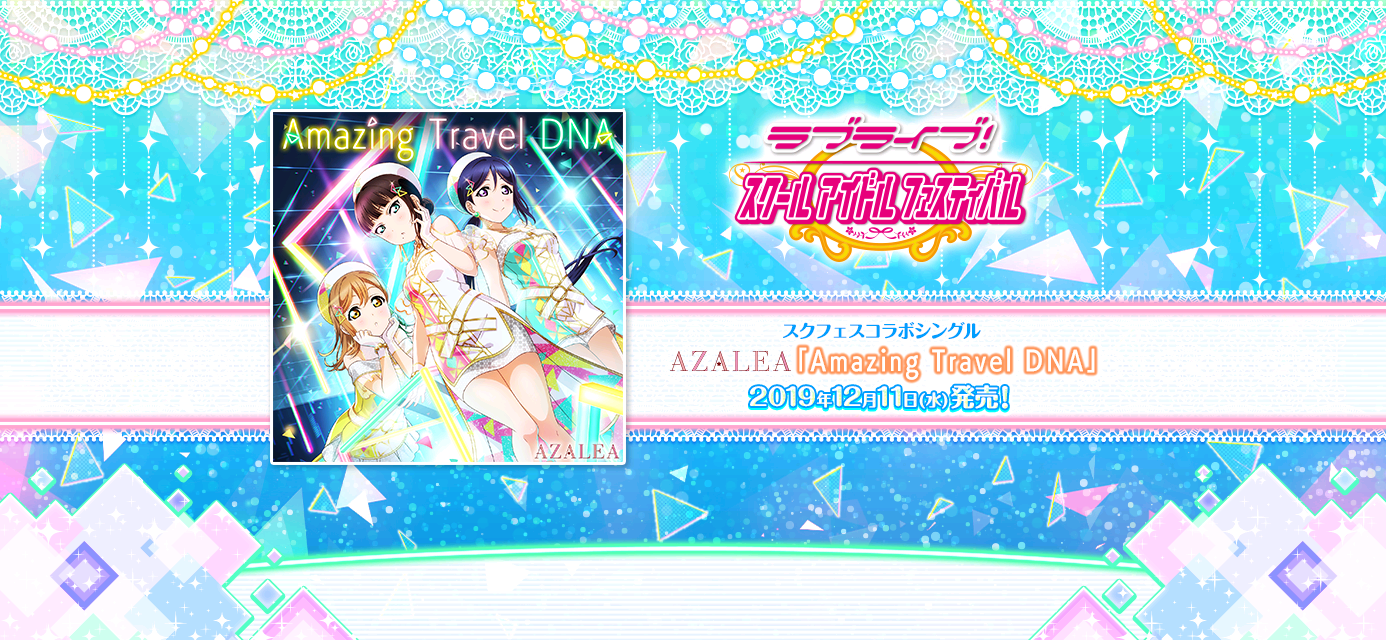 Amazing Travel DNA
AZALEA
ラブライブ!
スクールアイドルフェスティバル
スクフェスコラボシングル
AZALEA「Amazing Travel DNA」
2019年12月11日(水)発売!